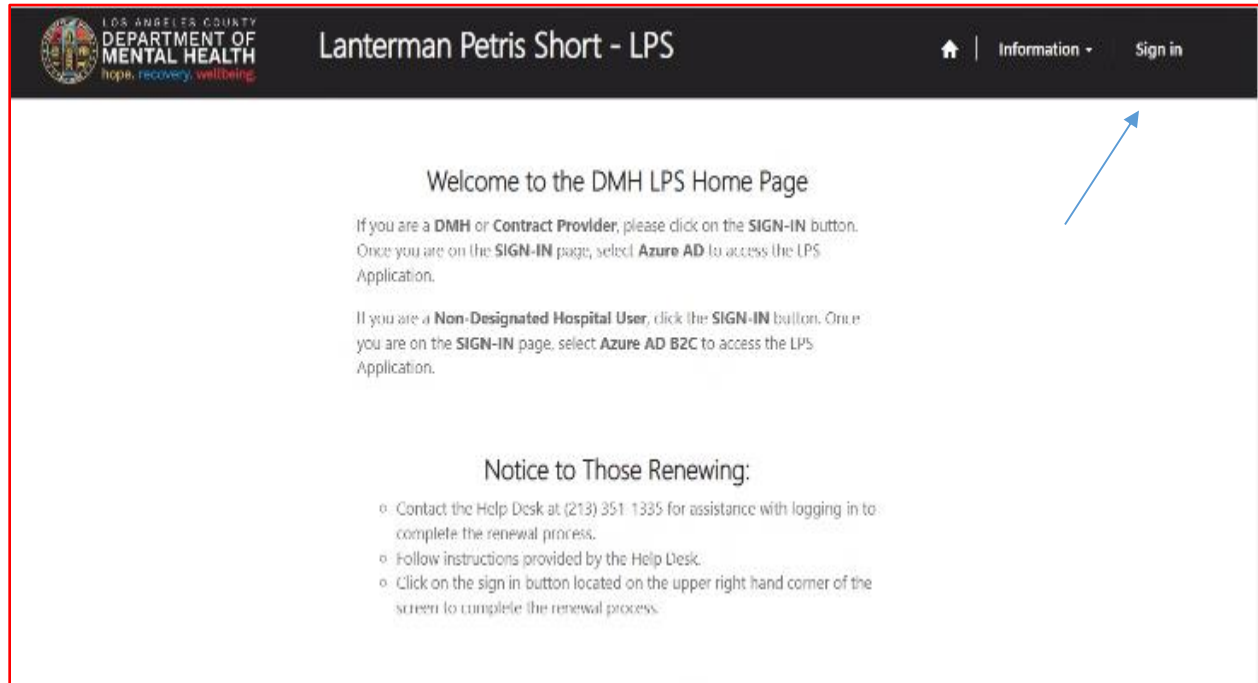 LOS ANGELES COUNTY
DEPARTMENT OF
MENTAL HEALTH
hope. recovery. wellbeing.
Lanterman Petris Short - LPS
Information
Sign in
Welcome to the DMH LPS Home Page
If you are a DMH or Contract Provider, please click on the SIGN-IN button.
Once you are on the SIGN-IN page, select Azure AD to access the LPS
Application.
If you are a Non-Designated Hospital User, click the SIGN-IN button. Once
you are on the SIGN-IN page, select Azure AD B2C to access the LPS
Application.
Notice to Those Renewing:
Contact the Help Desk at (213) 351-1335 for assistance with logging in to
complete the renewal process.
Follow instructions provided by the Help Desk.
Click on the sign in button located on the upper right hand corner of the
screen to complete the renewal process.